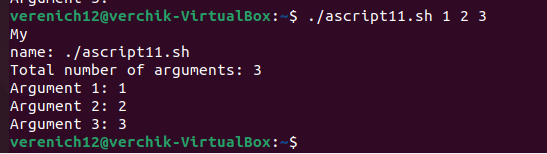 verenich12@verchik-VirtualBox:~$ ./ascript11.sh 1 2 3
My
name: ./ascript11.sh
Total number of arguments: 3
Argument 1: 1
Argument 2: 2
Argument 3: 3
verenich12@verchik-VirtualBox:~$